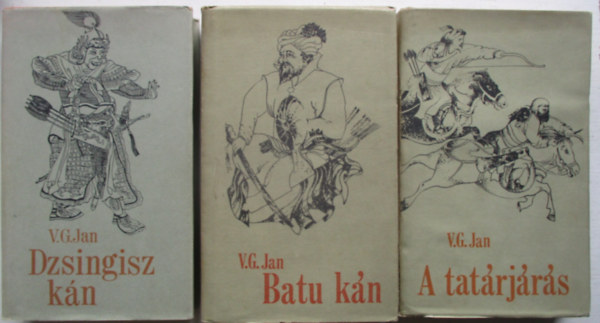 V.G.Jan
Dzsingisz
kán
V.G.Jan
Batu kán
V.G. Jan
A tatárjárás